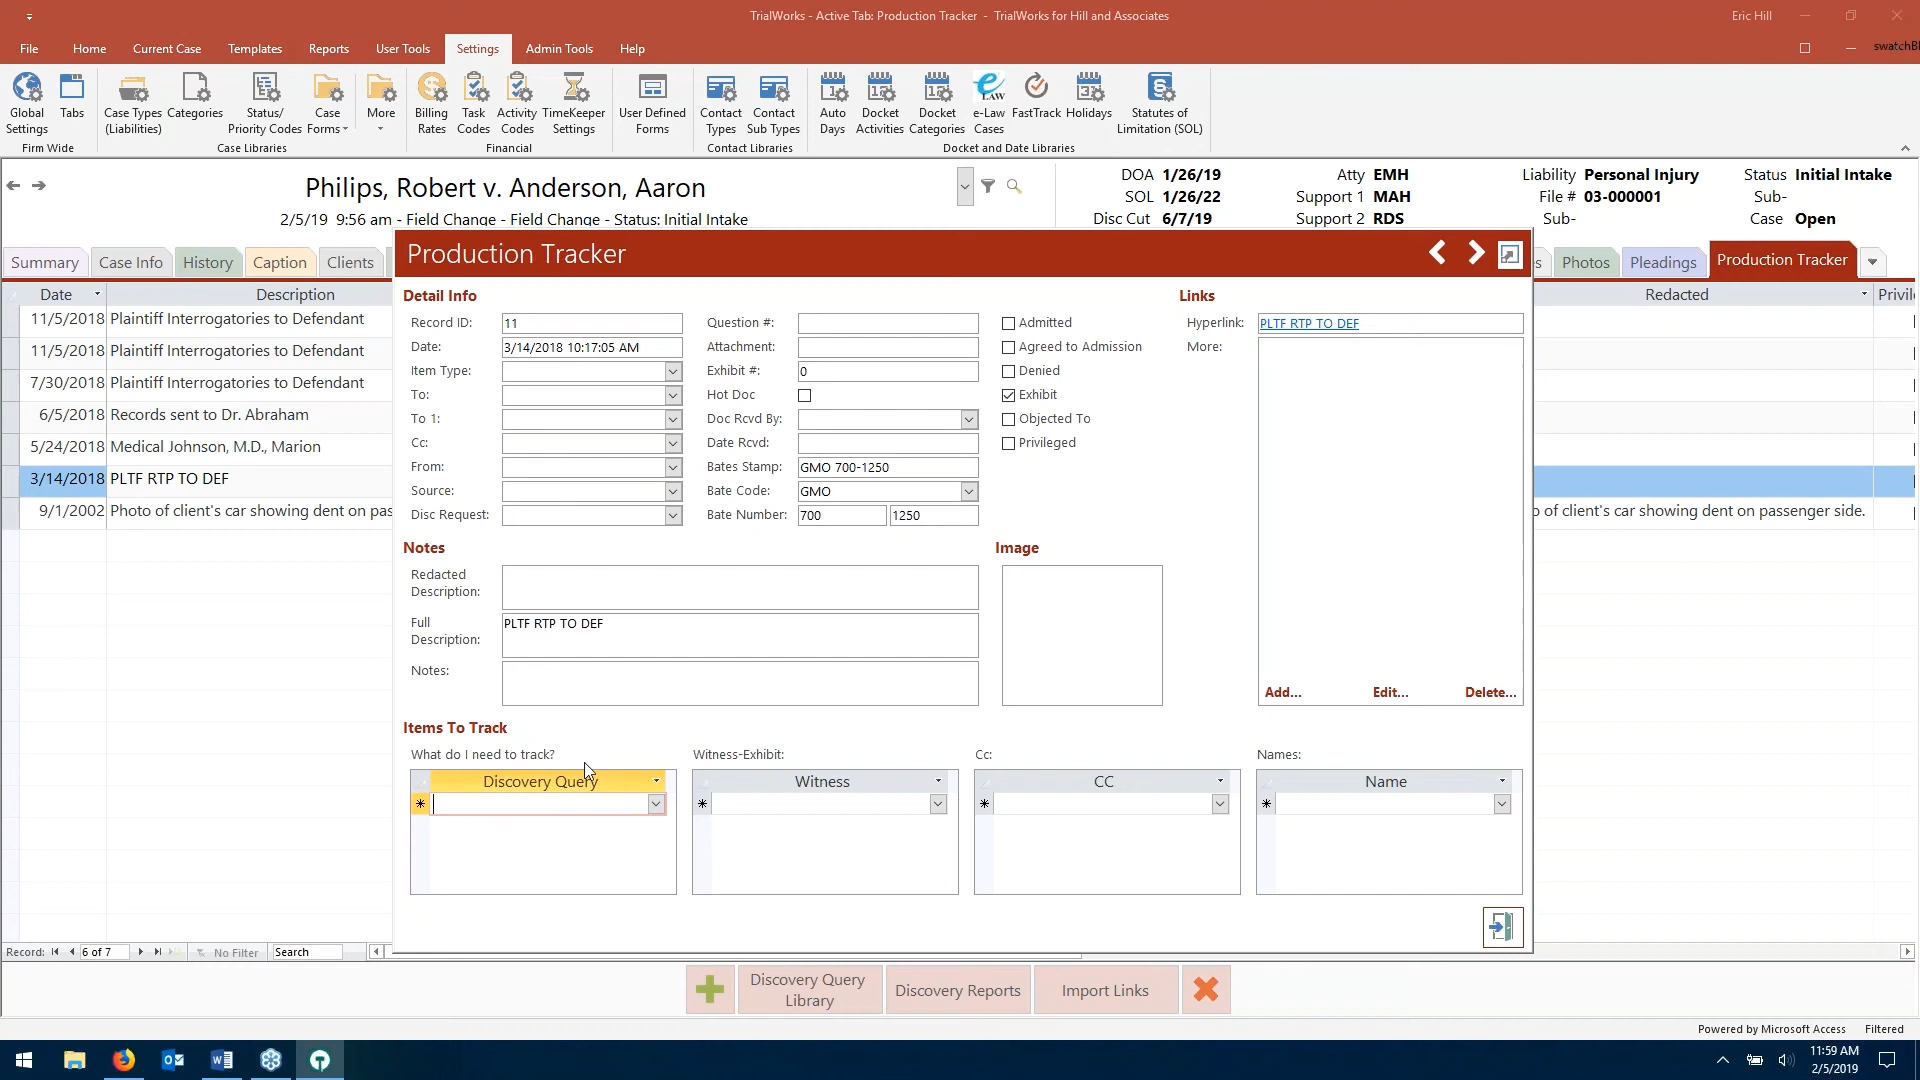 TrialWorks - Active Tab: Production Tracker - TrialWorks for Hill and Associates
Eric Hill
File Home Current Case Templates Reports User Tools Settings Admin Tools Help
swatchBl
Global Settings
Tabs
Firm Wide
Case Types (Liabilities)
Categories
Status/ Priority Codes
Case Forms
More
Case Libraries
Billing Rates
Task Codes
Activity Codes
TimeKeeper Settings
Financial
User Defined Forms
Contact Types
Contact Sub Types
Contact Libraries
Auto Days
Docket Activities
Docket Categories
e-Law Cases
FastTrack
Holidays
Statutes of Limitation (SOL)
Docket and Date Libraries
Philips, Robert v. Anderson, Aaron
2/5/19 9:56 am - Field Change - Field Change - Status: Initial Intake
DOA 1/26/19 Atty EMH Liability Personal Injury Status Initial Intake
SOL 1/26/22 Support 1 MAH File # 03-000001 Sub-
Disc Cut 6/7/19 Support 2 RDS Sub- Case Open
Summary Case Info History Caption Clients
s Photos Pleadings Production Tracker
Date Description Redacted Privile
11/5/2018 Plaintiff Interrogatories to Defendant
11/5/2018 Plaintiff Interrogatories to Defendant
7/30/2018 Plaintiff Interrogatories to Defendant
6/5/2018 Records sent to Dr. Abraham
5/24/2018 Medical Johnson, M.D., Marion
3/14/2018 PLTF RTP TO DEF
9/1/2002 Photo of client's car showing dent on pas
o of client's car showing dent on passenger side.
Production Tracker
Detail Info
Record ID: 11
Date: 3/14/2018 10:17:05 AM
Item Type:
To:
To 1:
Cc:
From:
Source:
Disc Request:
Question #:
Attachment:
Exhibit #: 0
Hot Doc
Doc Rcvd By:
Date Rcvd:
Bates Stamp: GMO 700-1250
Bate Code: GMO
Bate Number: 700 1250
Admitted
Agreed to Admission
Denied
Exhibit
Objected To
Privileged
Links
Hyperlink: PLTF RTP TO DEF
More:
Add... Edit... Delete...
Notes
Redacted Description:
Full Description: PLTF RTP TO DEF
Notes:
Image
Items To Track
What do I need to track? Witness-Exhibit: Cc: Names:
Discovery Query Witness CC Name
Record: 6 of 7 No Filter Search
Discovery Query Library
Discovery Reports
Import Links
Powered by Microsoft Access Filtered
11:59 AM
2/5/2019